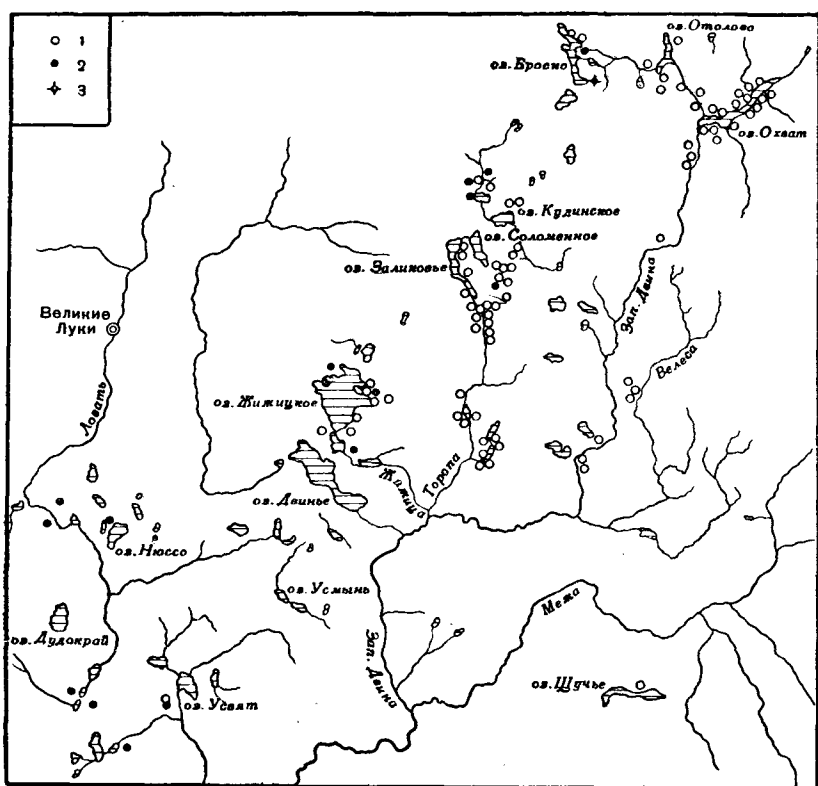 1
2
3
оз. Отолово
оз. Бросно
оз. Охват
оз. Кудинское
оз. Соломенное
оз. Заликовье
Зап. Двина
Великие
Луки
Велеса
Ловать
оз. Жижицкое
Жижица
Торопа
оз. Двинье
оз. Нюссо
оз. Усмынь
Межа
оз. Дудокрай
Зап. Двина
оз. Усвят
оз. Щучье